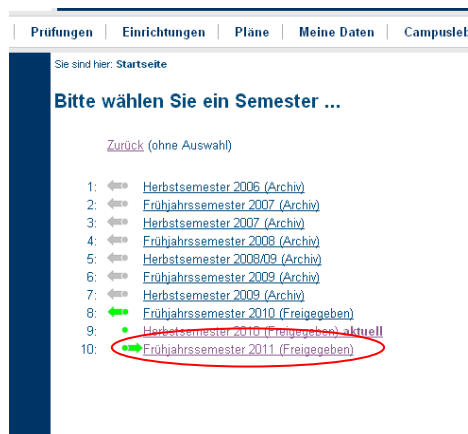 Prüfungen | Einrichtungen | Pläne | Meine Daten | Campusleb
Sie sind hier: Startseite
Bitte wählen Sie ein Semester ...
Zurück (ohne Auswahl)
1: Herbstsemester 2006 (Archiv)
2: Frühjahrssemester 2007 (Archiv)
3: Herbstsemester 2007 (Archiv)
4: Frühjahrssemester 2008 (Archiv)
5: Herbstsemester 2008/09 (Archiv)
6: Frühjahrssemester 2009 (Archiv)
7: Herbstsemester 2009 (Archiv)
8: Frühjahrssemester 2010 (Freigegeben)
9: Herbstsemester 2010 (Freigegeben) aktuell
10: Frühjahrssemester 2011 (Freigegeben)